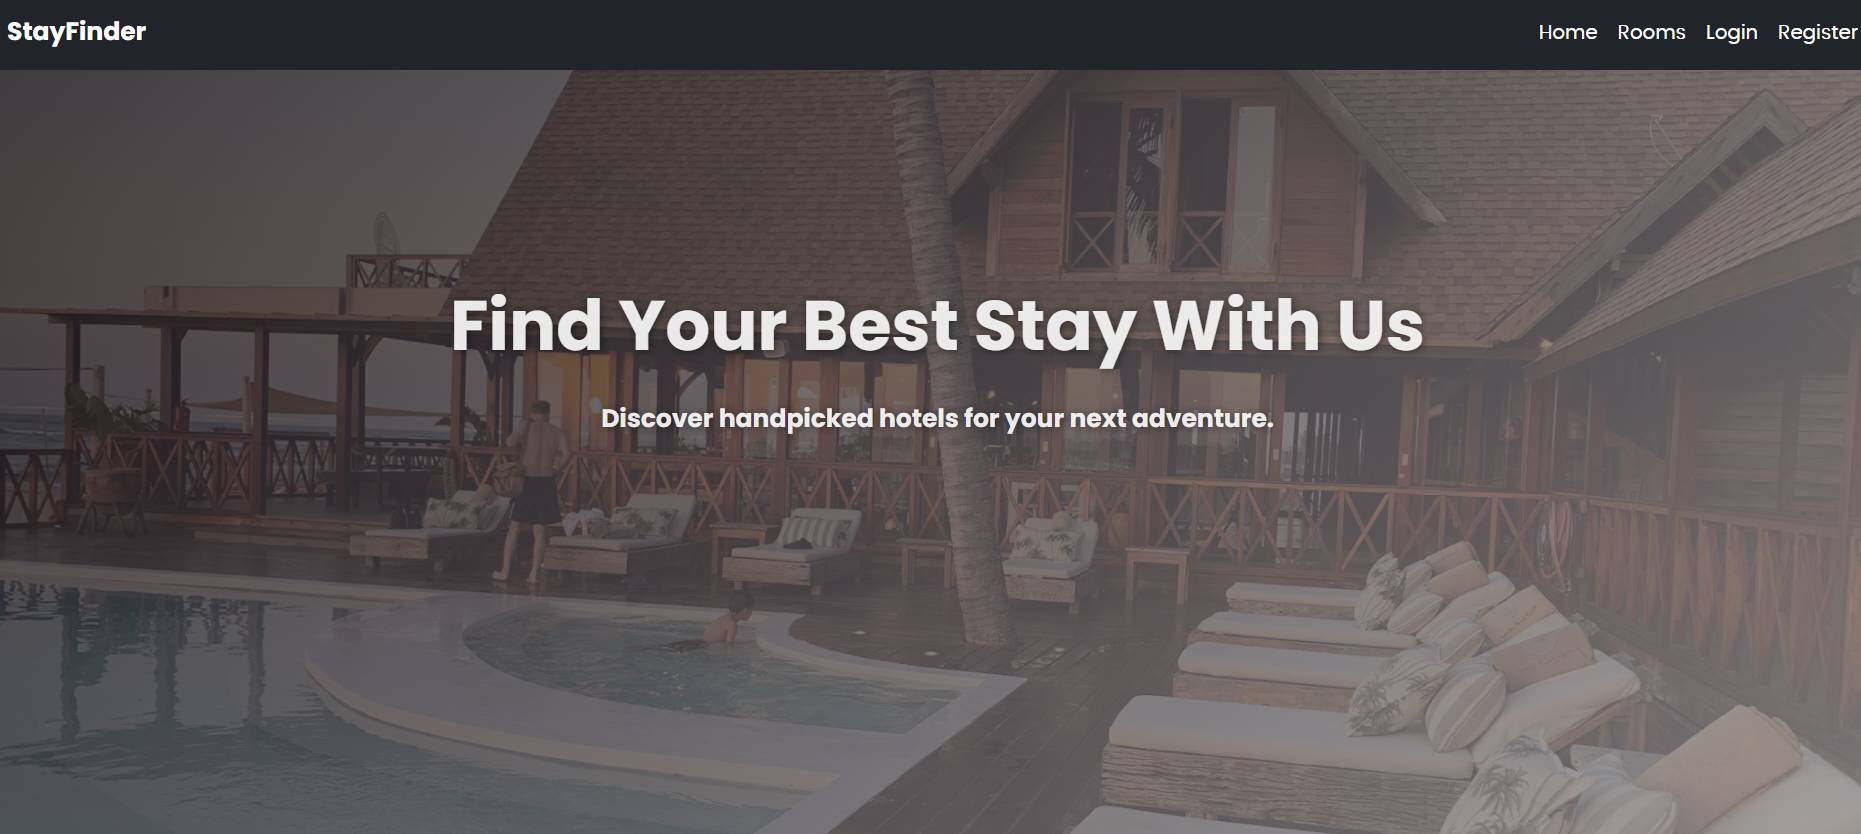 StayFinder
Home Rooms Login Register
Find Your Best Stay With Us
Discover handpicked hotels for your next adventure.